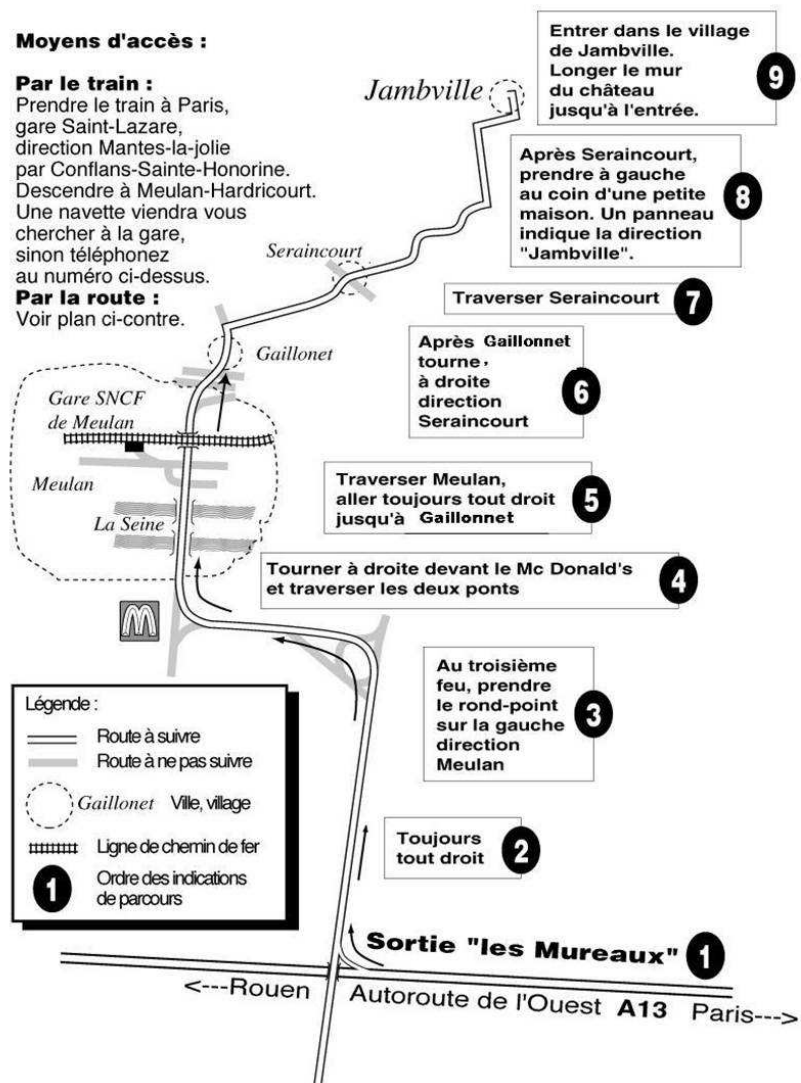 Moyens d'accès :
Par le train :
Prendre le train à Paris,
gare Saint-Lazare,
direction Mantes-la-jolie
par Conflans-Sainte-Honorine.
Descendre à Meulan-Hardricourt.
Une navette viendra vous
chercher à la gare,
sinon téléphonez
au numéro ci-dessus.
Par la route :
Voir plan ci-contre.
Jambville
Entrer dans le village
de Jambville.
Longer le mur
du château
jusqu'à l'entrée.
9
Après Seraincourt,
prendre à gauche
au coin d'une petite
maison. Un panneau
indique la direction
"Jambville".
8
Seraincourt
Traverser Seraincourt
7
Gaillonet
Après Gaillonnet
tourne,
à droite
direction
Seraincourt
6
Gare SNCF
de Meulan
Meulan
La Seine
Traverser Meulan,
aller toujours tout droit
jusqu'à Gaillonnet
5
Tourner à droite devant le Mc Donald's
et traverser les deux ponts
4
M
Au troisième
feu, prendre
le rond-point
sur la gauche
direction
Meulan
3
Légende :
Route à suivre
Route à ne pas suivre
Gaillonet Ville, village
Ligne de chemin de fer
1 Ordre des indications
de parcours
Toujours
tout droit
2
Sortie "les Mureaux" 1
<---Rouen Autoroute de l'Ouest A13 Paris--->